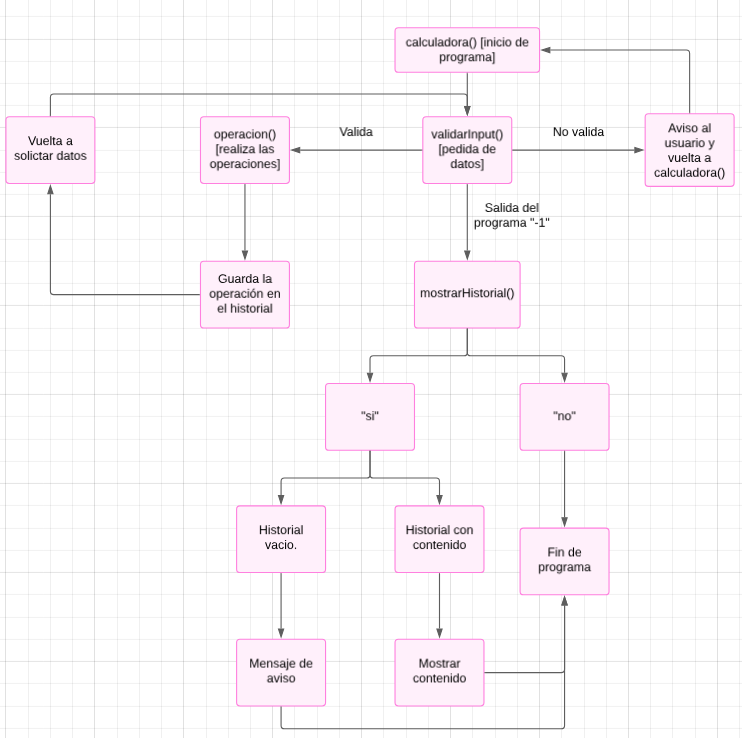 calculadora() [inicio de
programa]
Vuelta a
solictar datos
operacion()
[realiza las
operaciones]
Valida
validarInput()
[pedida de
datos]
No valida
Aviso al
usuario y
vuelta a
calculadora()
Salida del
programa "-1"
Guarda la
operación en
el historial
mostrarHistorial()
"si"
"no"
Historial
vacio.
Historial con
contenido
Fin de
programa
Mensaje de
aviso
Mostrar
contenido